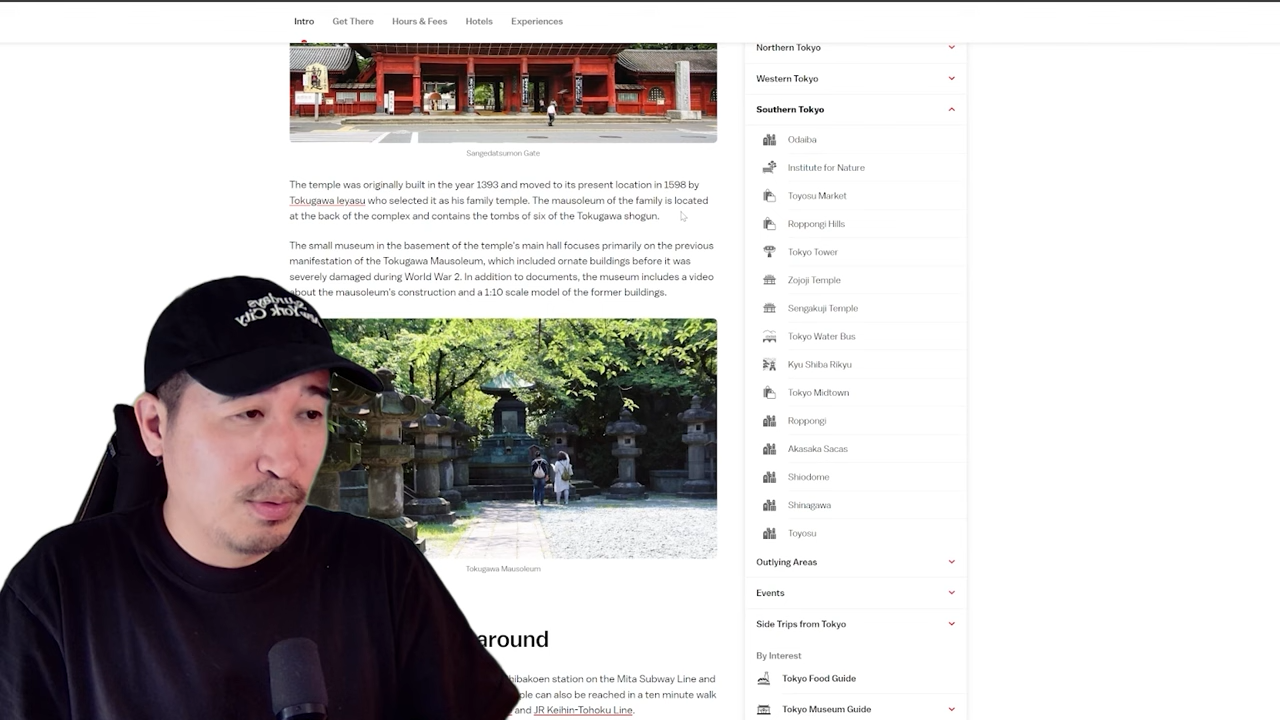 Intro
Get There
Hours & Fees
Hotels
Experiences
Sangedatsumon Gate
The temple was originally built in the year 1393 and moved to its present location in 1598 by
Tokugawa Ieyasu who selected it as his family temple. The mausoleum of the family is located
at the back of the complex and contains the tombs of six of the Tokugawa shogun.
The small museum in the basement of the temple's main hall focuses primarily on the previous
manifestation of the Tokugawa Mausoleum, which included ornate buildings before it was
severely damaged during World War 2. In addition to documents, the museum includes a video
about the mausoleum's construction and a 1:10 scale model of the former buildings.
Sundays
New York City
Tokugawa Mausoleum
around
hibakoen station on the Mita Subway Line and
ple can also be reached in a ten minute walk
and JR Keihin-Tohoku Line.
Northern Tokyo
Western Tokyo
Southern Tokyo
Odaiba
Institute for Nature
Toyosu Market
Roppongi Hills
Tokyo Tower
Zojoji Temple
Sengakuji Temple
Tokyo Water Bus
Kyu Shiba Rikyu
Tokyo Midtown
Roppongi
Akasaka Sacas
Shiodome
Shinagawa
Toyosu
Outlying Areas
Events
Side Trips from Tokyo
By Interest
Tokyo Food Guide
Tokyo Museum Guide